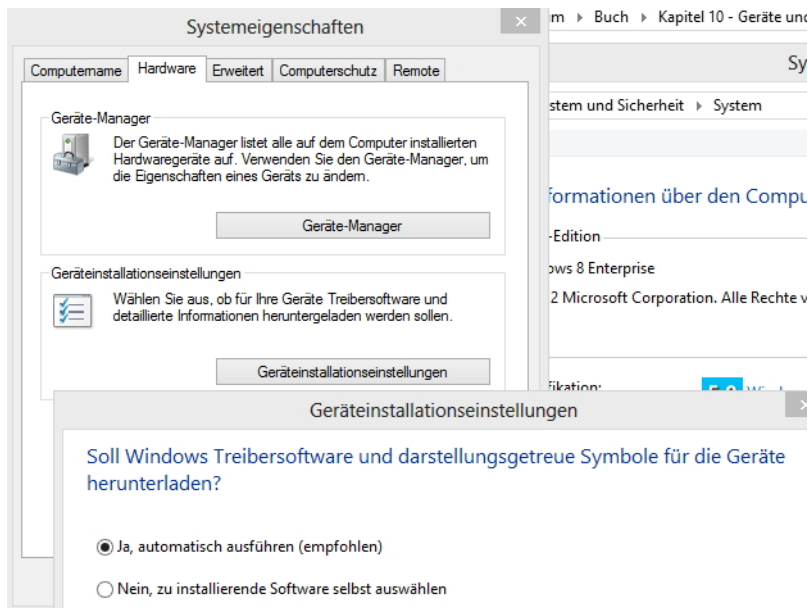 Systemeigenschaften
Computername Hardware Erweitert Computerschutz Remote
Geräte-Manager
Der Geräte-Manager listet alle auf dem Computer installierten
Hardwaregeräte auf. Verwenden Sie den Geräte-Manager, um
die Eigenschaften eines Geräts zu ändern.
Geräte-Manager
Geräteinstallationseinstellungen
Wählen Sie aus, ob für Ihre Geräte Treibersoftware und
detaillierte Informationen heruntergeladen werden sollen.
Geräteinstallationseinstellungen
Buch Kapitel 10 - Geräte
Sy
stem und Sicherheit System
formationen über den Compu
-Edition
ows 8 Enterprise
2 Microsoft Corporation. Alle Rechte v
fikation:
Geräteinstallationseinstellungen
Soll Windows Treibersoftware und darstellungsgetreue Symbole für die Geräte
herunterladen?
Ja, automatisch ausführen (empfohlen)
Nein, zu installierende Software selbst auswählen